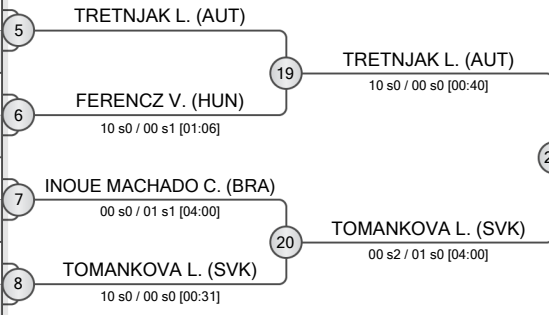 TRETNJAK L. (AUT)
5
19
TRETNJAK L. (AUT)
10 s0 / 00 s0 [00:40]
FERENCZ V. (HUN)
6
10 s0 / 00 s1 [01:06]
INOUE MACHADO C. (BRA)
7
00 s0 / 01 s1 [04:00]
20
TOMANKOVA L. (SVK)
00 s2 / 01 s0 [04:00]
TOMANKOVA L. (SVK)
8
10 s0 / 00 s0 [00:31]